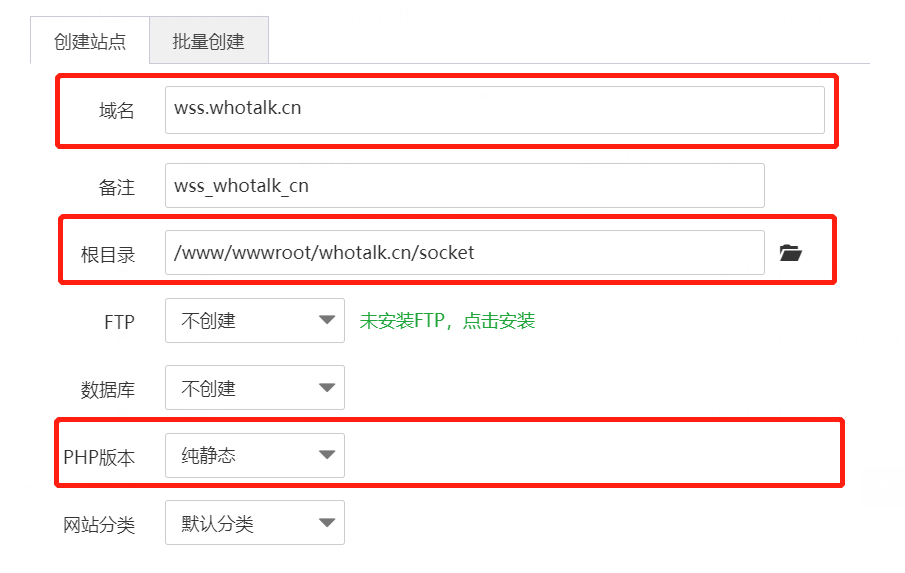 创建站点 批量创建
域名 wss.whotalk.cn
备注 wss_whotalk_cn
根目录 /www/wwwroot/whotalk.cn/socket
FTP 不创建 未安装FTP，点击安装
数据库 不创建
PHP版本 纯静态
网站分类 默认分类